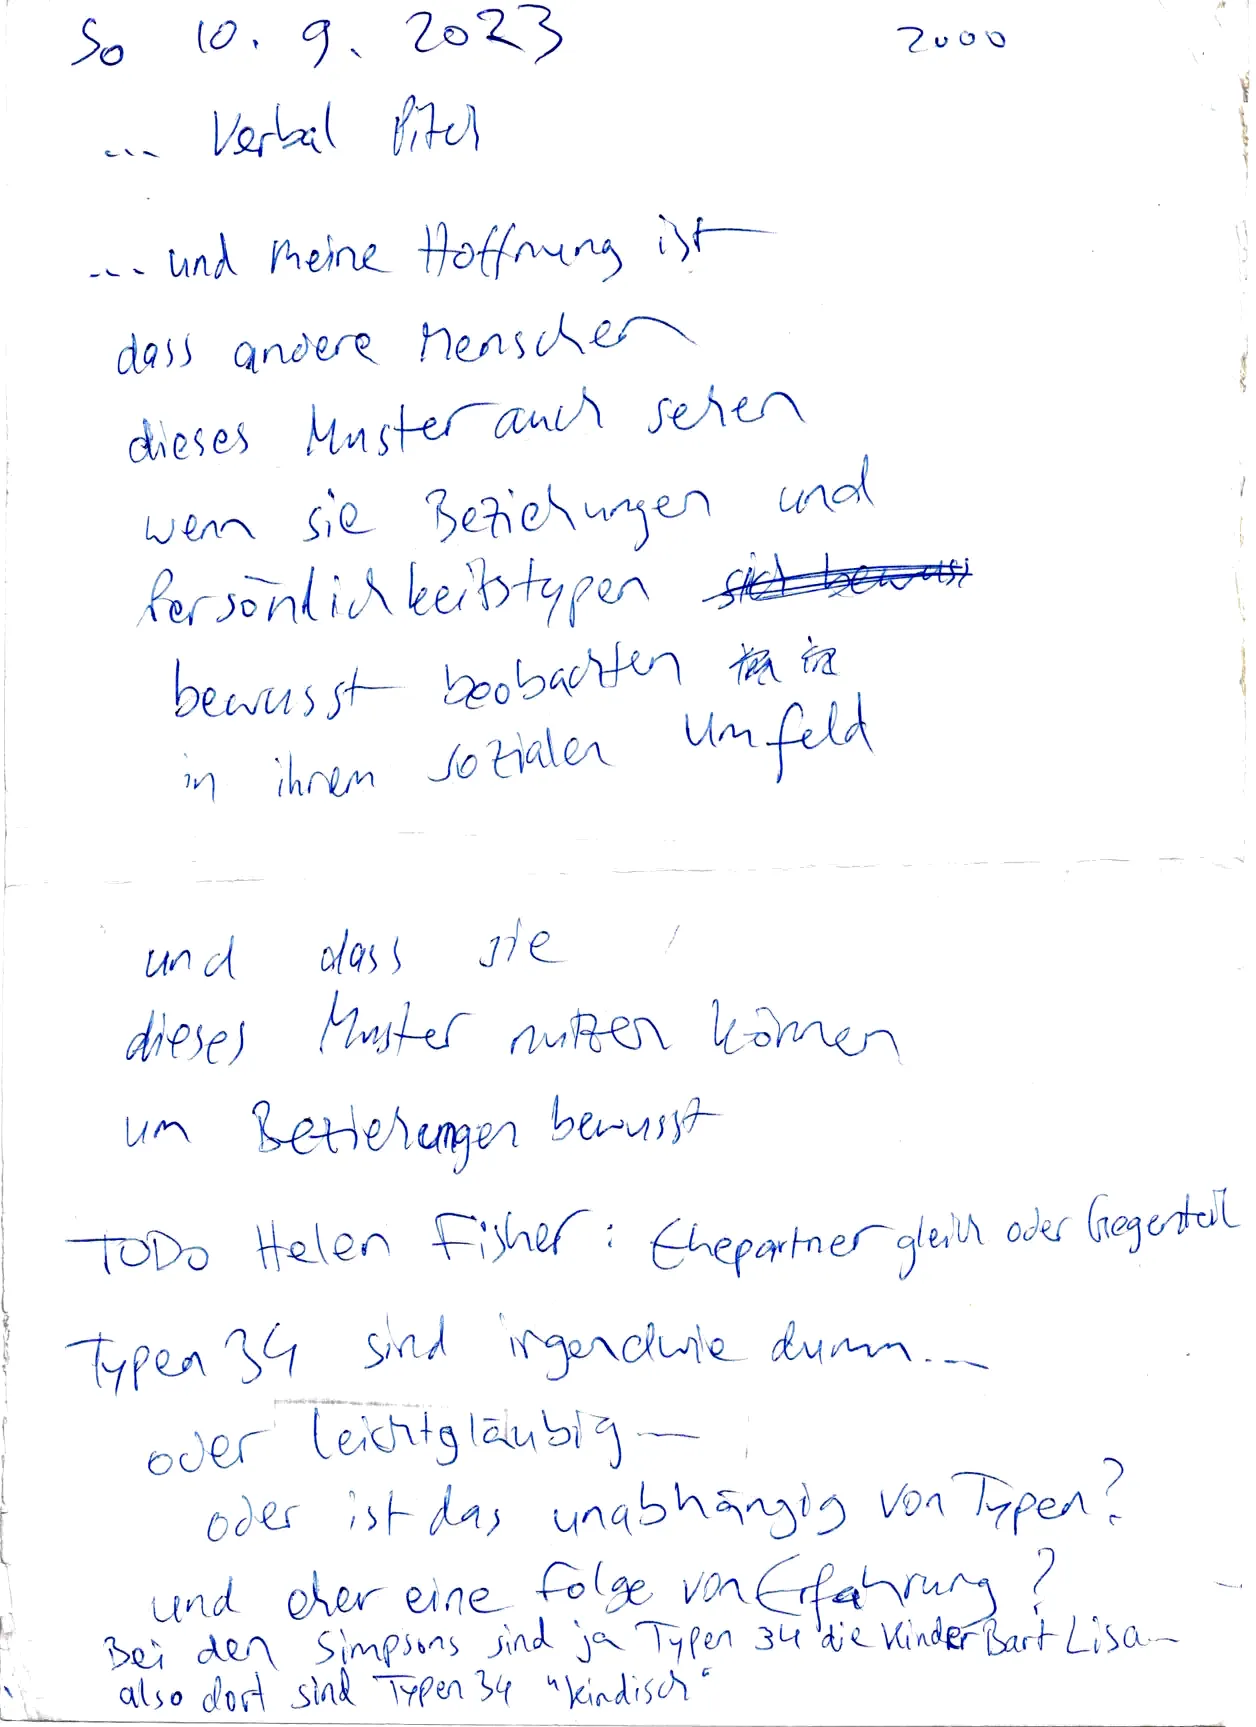 So 10. 9. 2023 2000
... Verbal Pitch
... und meine Hoffnung ist
dass andere Menschen
dieses Muster auch sehen
wenn sie Beziehungen und
Persönlichkeitstypen sich bewusst
bewusst beobachten
in ihrem sozialen Umfeld
und dass sie
dieses Muster nutzen können
um Beziehungen bewusst
TODO Helen Fisher: Ehepartner gleich oder Gegenteil
Typen 34 sind irgendwie dumm...
oder leichtgläubig
oder ist das unabhängig von Typen?
und eher eine Folge von Erfahrung?
Bei den Simpsons sind ja Typen 34 die Kinder Bart Lisa...
also dort sind Typen 34 "kindisch"